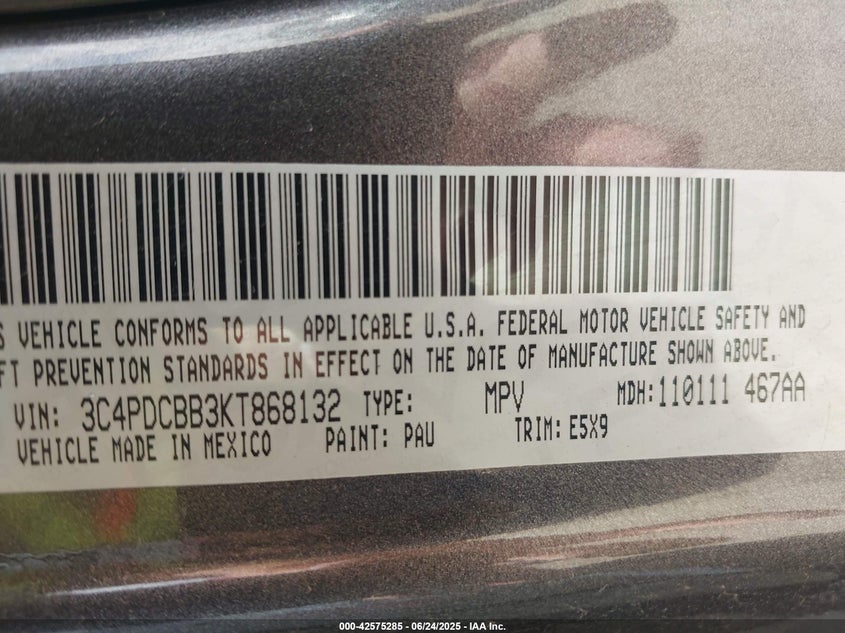 VEHICLE CONFORMS TO ALL APPLICABLE U.S.A. FEDERAL MOTOR VEHICLE SAFETY AND
PREVENTION STANDARDS IN EFFECT ON THE DATE OF MANUFACTURE SHOWN ABOVE.
VIN: 3C4PDCBB3KT868132 TYPE: MPV MDH: 110111 467AA
VEHICLE MADE IN MEXICO PAINT: PAU TRIM: E5X9
000-42575285 - 06/24/2025 - IAA Inc.